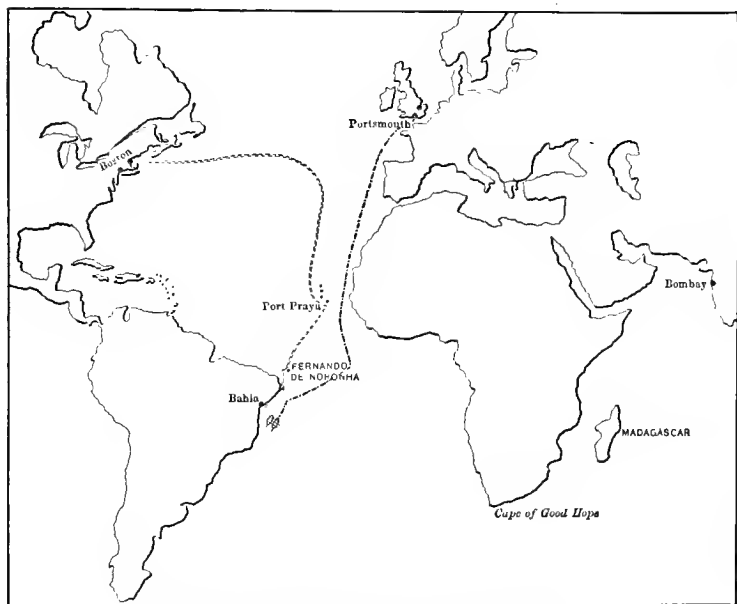 Portsmouth
Boston
Bombay
Port Praya
FERNANDO
DE NORONHA
Bahia
MADAGASCAR
Cape of Good Hope